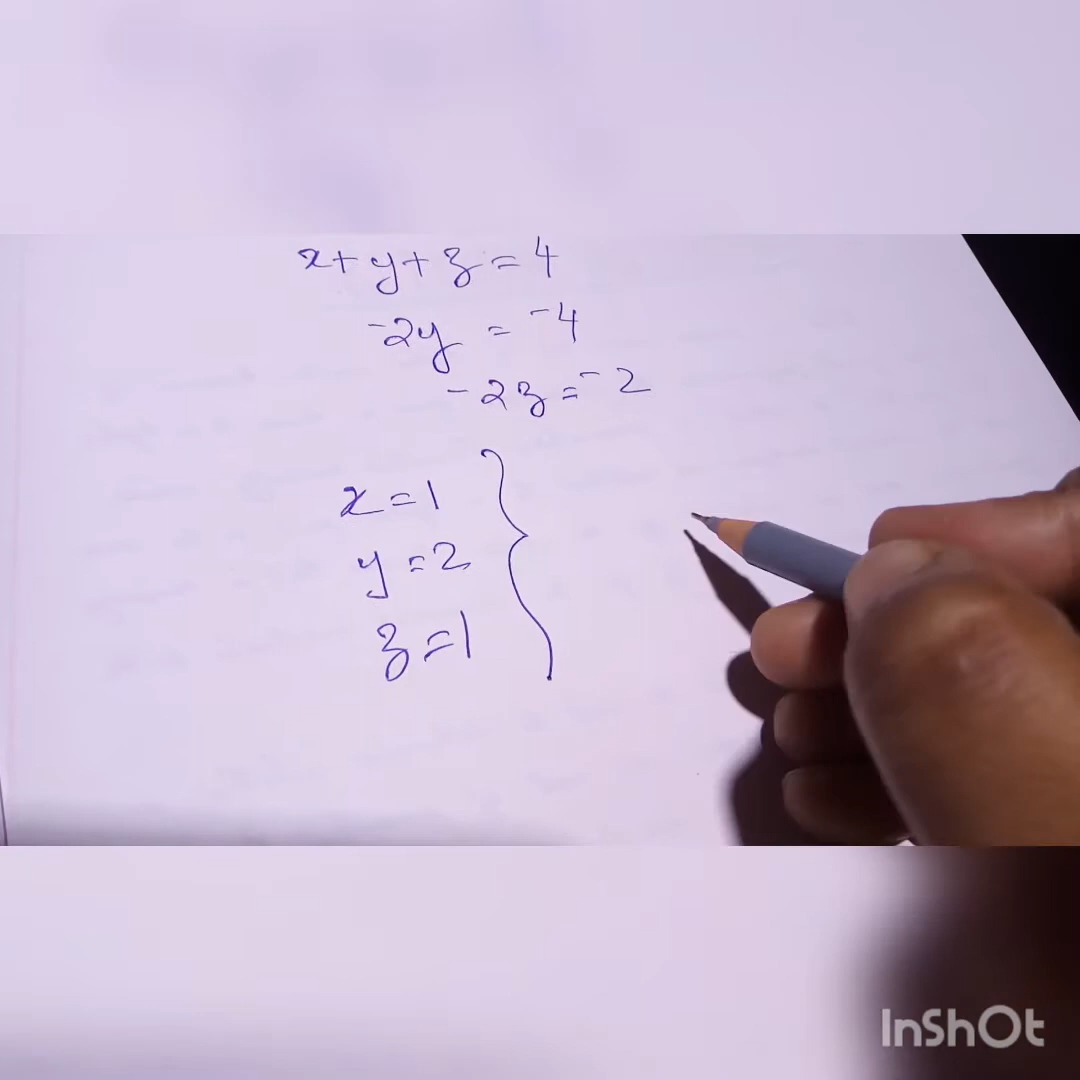 x+y+z=4
-2y = -4
-2z = -2
x=1
y=2
z=1
InShOt